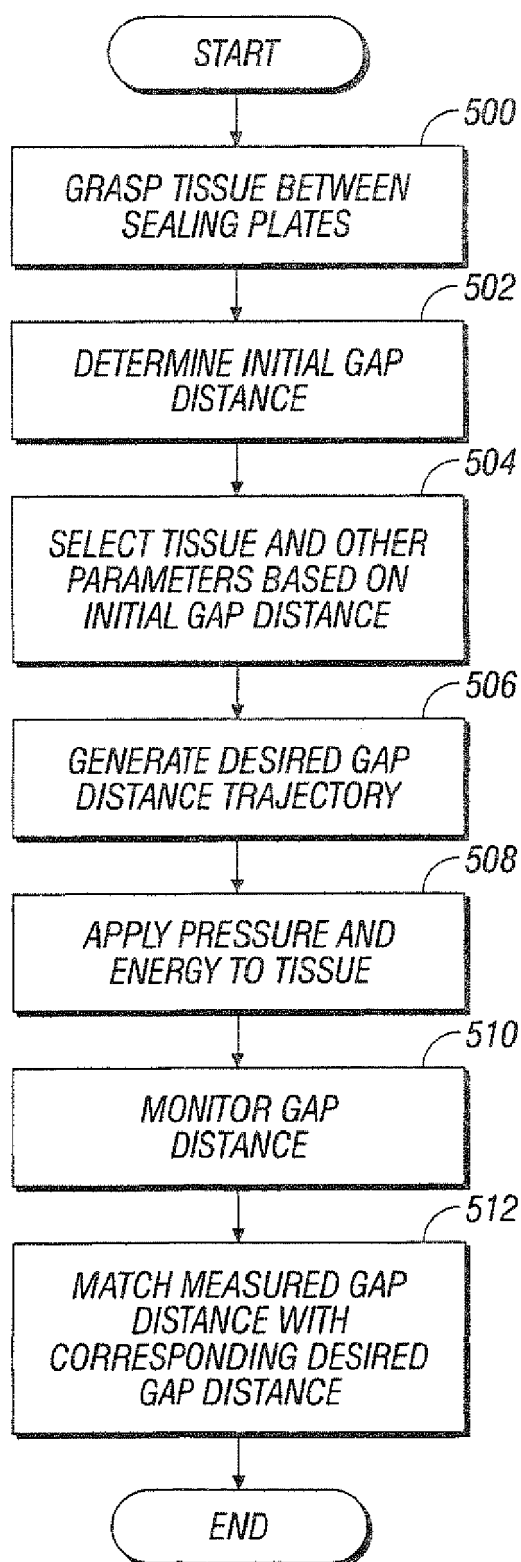 START
500
GRASP TISSUE BETWEEN
SEALING PLATES
502
DETERMINE INITIAL GAP
DISTANCE
504
SELECT TISSUE AND OTHER
PARAMETERS BASED ON
INITIAL GAP DISTANCE
506
GENERATE DESIRED GAP
DISTANCE TRAJECTORY
508
APPLY PRESSURE AND
ENERGY TO TISSUE
510
MONITOR GAP
DISTANCE
512
MATCH MEASURED GAP
DISTANCE WITH
CORRESPONDING DESIRED
GAP DISTANCE
END